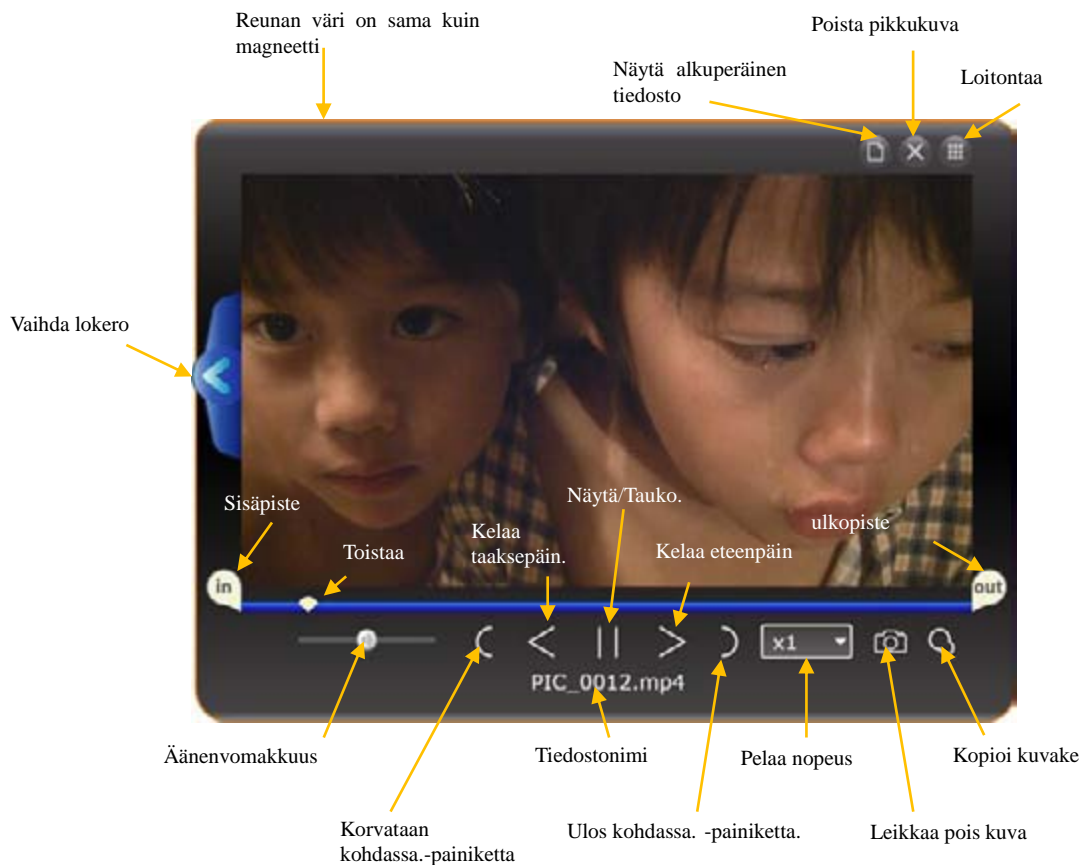 Reunan väri on sama kuin
magneetti
Poista pikkukuva
Näytä alkuperäinen
tiedosto
Loitontaa
Vaihda lokero
Sisäpiste
Näytä/Tauko.
ulkopiste
Toistaa
Kelaa
taaksepäin.
Kelaa eteenpäin
in
out
x1
PIC_0012.mp4
Äänenvomakkuus
Tiedostonimi
Pelaa nopeus
Kopioi kuvake
Korvataan
kohdassa.-painiketta
Ulos kohdassa. -painiketta.
Leikkaa pois kuva